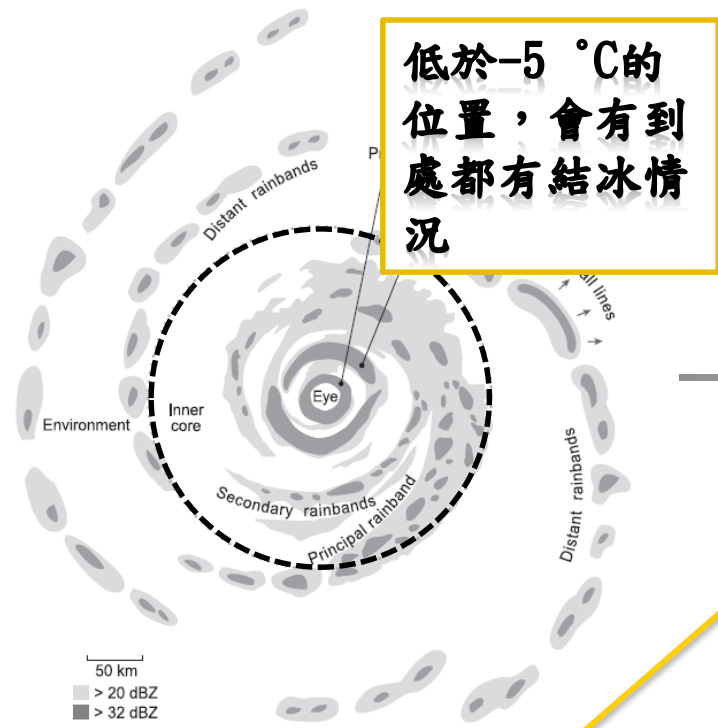 低於-5 °C的
位置，會有到
處都有結冰情
況
Distant rainbands
Eye
Inner
core
Environment
Secondary rainbands
Principal rainband
Distant rainbands
lines
50 km
> 20 dBZ
> 32 dBZ